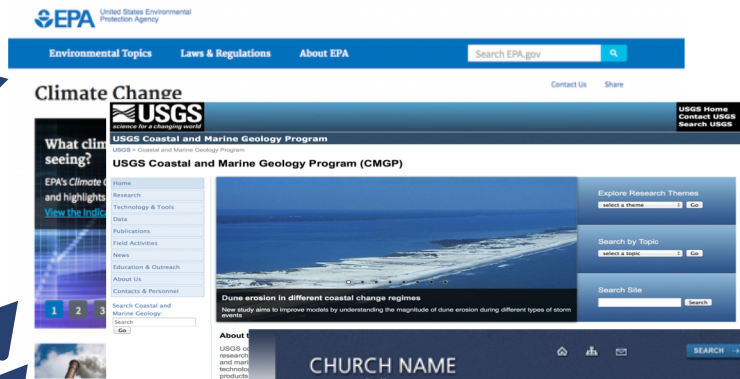 EPA United States Environmental
Protection Agency
Environmental Topics Laws & Regulations About EPA Search EPA.gov
Contact Us Share
Climate Change
What clim
seeing?
EPA's Climate
and highlights
View the Indic
1 2 3
USGS
science for a changing world
USGS Home
Contact USGS
Search USGS
USGS Coastal and Marine Geology Program
USGS > Coastal and Marine Geology Program
USGS Coastal and Marine Geology Program (CMGP)
Home
Research
Technology & Tools
Data
Publications
Field Activities
News
Education & Outreach
About Us
Contacts & Personnel
Search Coastal and
Marine Geology:
Search
Go
Dune erosion in different coastal change regimes
New study aims to improve models by understanding the magnitude of dune erosion during different types of storm
events
Explore Research Themes
select a theme Go
Search by Topic
select a topic Go
Search Site
Search
About
USGS
research
and mari
technolog
products
CHURCH NAME
SEARCH